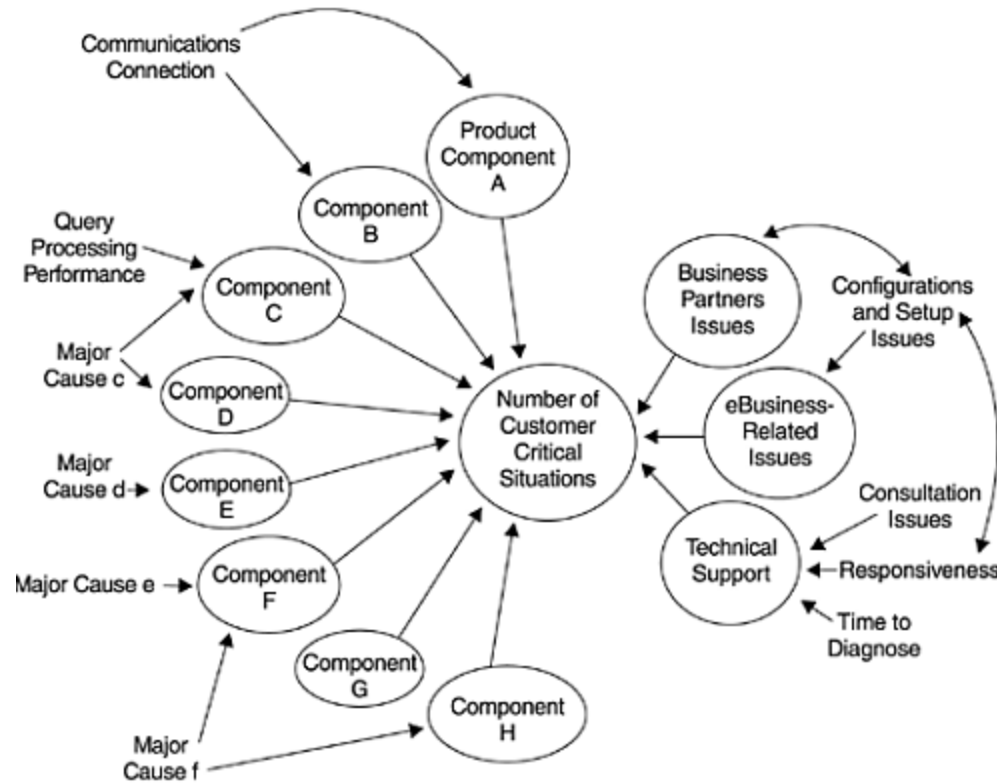 Communications
Connection
Product
Component
A
Component
B
Query
Processing
Performance
Component
C
Business
Partners
Issues
Configurations
and Setup
Issues
Major
Cause c
Component
D
Number of
Customer
Critical
Situations
eBusiness-
Related
Issues
Major
Cause d
Component
E
Consultation
Issues
Technical
Support
Responsiveness
Major Cause e
Component
F
Time to
Diagnose
Component
G
Component
H
Major
Cause f